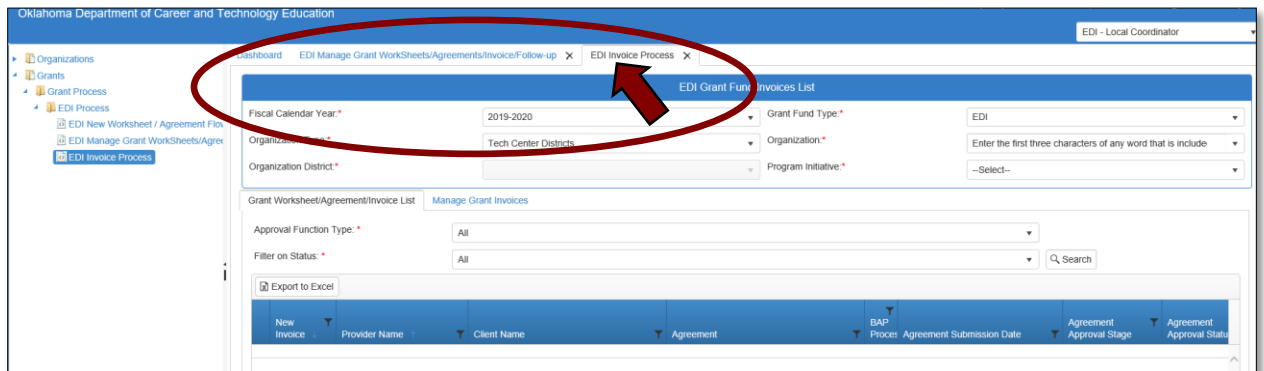 Oklahoma Department of Career and Technology Education
EDI - Local Coordinator
Organizations
Grants
Grant Process
EDI Process
EDI New Worksheet / Agreement Flov
EDI Manage Grant WorkSheets/Agree
EDI Invoice Process
Dashboard EDI Manage Grant WorkSheets/Agreements/Invoice/Follow-up X EDI Invoice Process X
EDI Grant Fund Invoices List
Fiscal Calendar Year:* 2019-2020 Grant Fund Type:* EDI
Organization Type:* Tech Center Districts Organization:* Enter the first three characters of any word that is include
Organization District:* Program Initiative:* --Select--
Grant Worksheet/Agreement/Invoice List Manage Grant Invoices
Approval Function Type: * All
Filter on Status: * All Search
Export to Excel
New Invoice Provider Name Client Name Agreement BAP Proces Agreement Submission Date Agreement Approval Stage Agreement Approval Statu